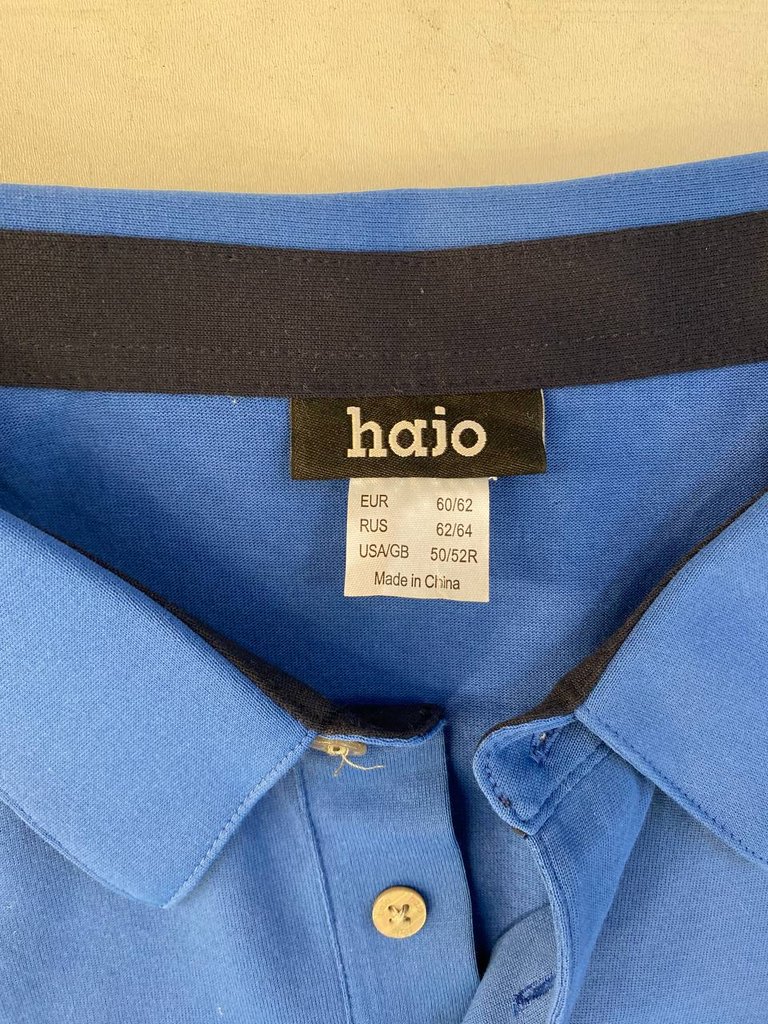 hajo
EUR 60/62
RUS 62/64
USA/GB 50/52R
Made in China